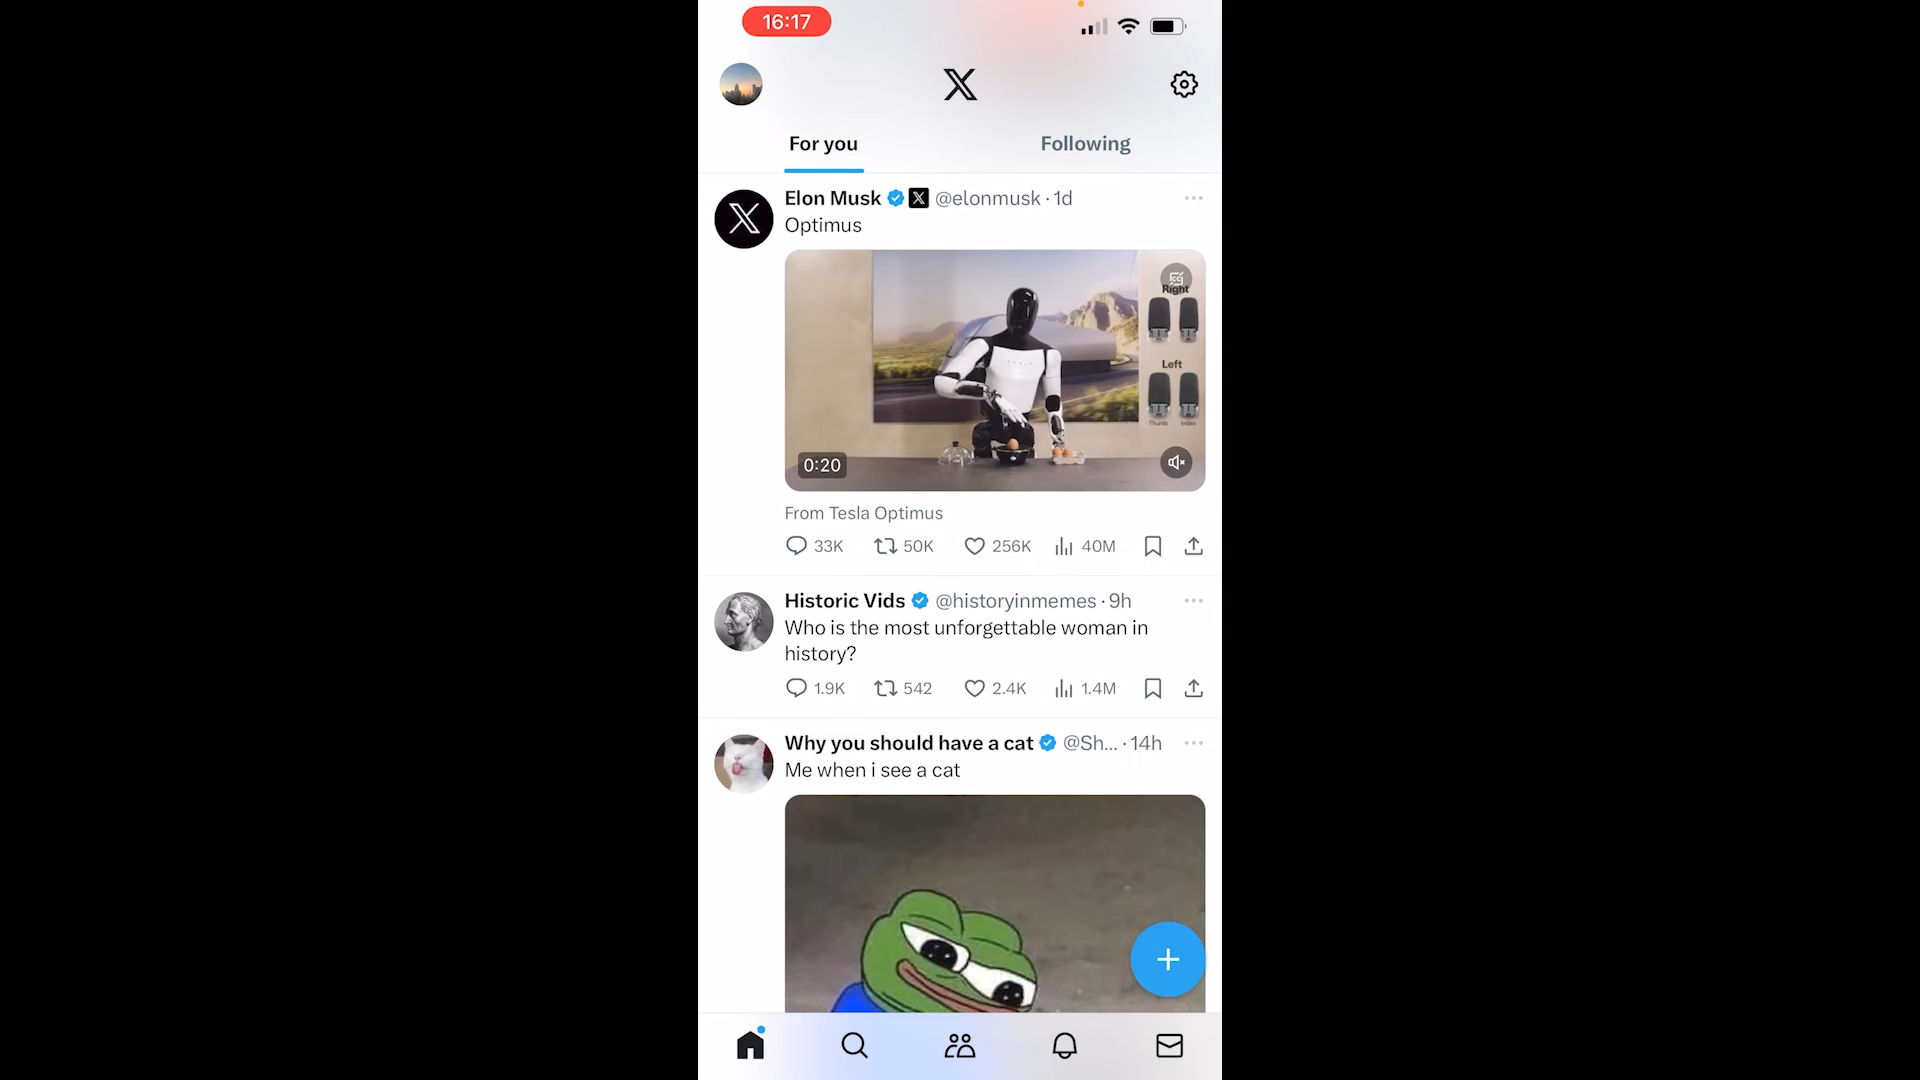 16:17
For you
Following
Elon Musk @elonmusk · 1d
Optimus
Right
Left
Thumb
Index
0:20
From Tesla Optimus
33K
50K
256K
40M
Historic Vids @historyinmemes · 9h
Who is the most unforgettable woman in
history?
1.9K
542
2.4K
1.4M
Why you should have a cat @Sh... · 14h
Me when i see a cat